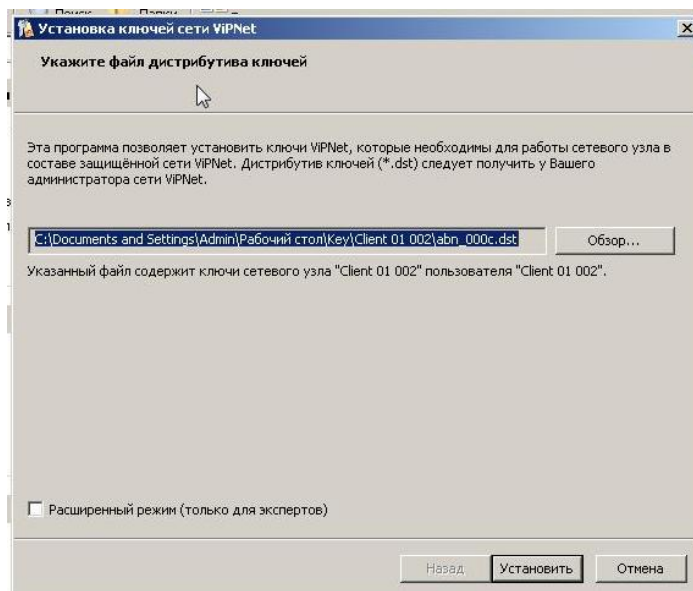 Поиск Папки
Установка ключей сети ViPNet
Укажите файл дистрибутива ключей
Эта программа позволяет установить ключи ViPNet, которые необходимы для работы сетевого узла в
составе защищённой сети ViPNet. Дистрибутив ключей (*.dst) следует получить у Вашего
администратора сети ViPNet.
C:\Documents and Settings\Admin\Рабочий стол\Key\Client 01 002\abn_000c.dst Обзор...
Указанный файл содержит ключи сетевого узла "Client 01 002" пользователя "Client 01 002".
Расширенный режим (только для экспертов)
Назад Установить Отмена